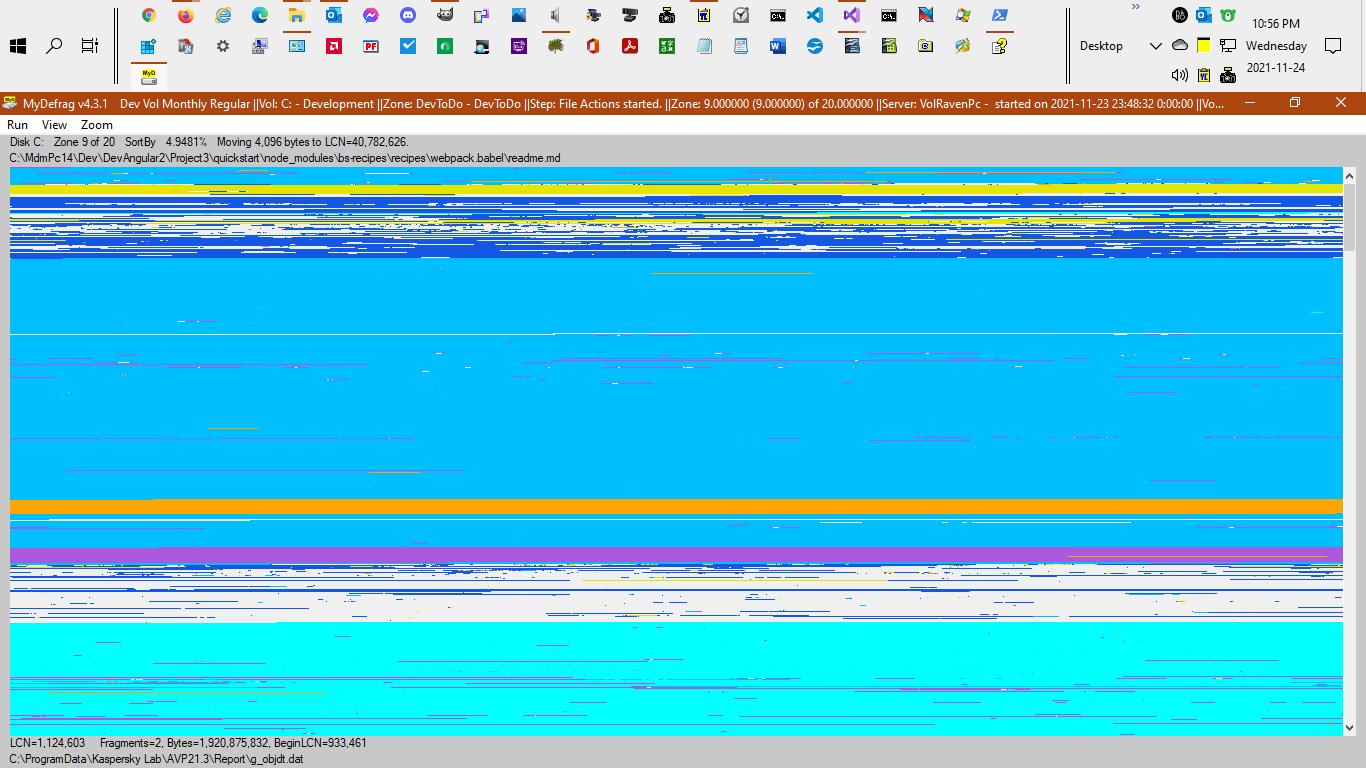 10:56 PM
Desktop
Wednesday
2021-11-24
PF
MyD
MyDefrag v4.3.1 Dev Vol Monthly Regular ||Vol: C: - Development ||Zone: DevToDo - DevToDo ||Step: File Actions started. ||Zone: 9.000000 (9.000000) of 20.000000 ||Server: VolRavenPc - started on 2021-11-23 23:48:32 0:00:00 ||Vo...
Run View Zoom
Disk C: Zone 9 of 20 SortBy 4.9481% Moving 4,096 bytes to LCN=40,782,626.
C:\MdmPc14\Dev\DevAngular2\Project3\quickstart\node_modules\bs-recipes\recipes\webpack.babel\readme.md
LCN=1,124,603 Fragments=2, Bytes=1,920,875,832, BeginLCN=933,461
C:\ProgramData\Kaspersky Lab\AVP21.3\Report\g_objdt.dat